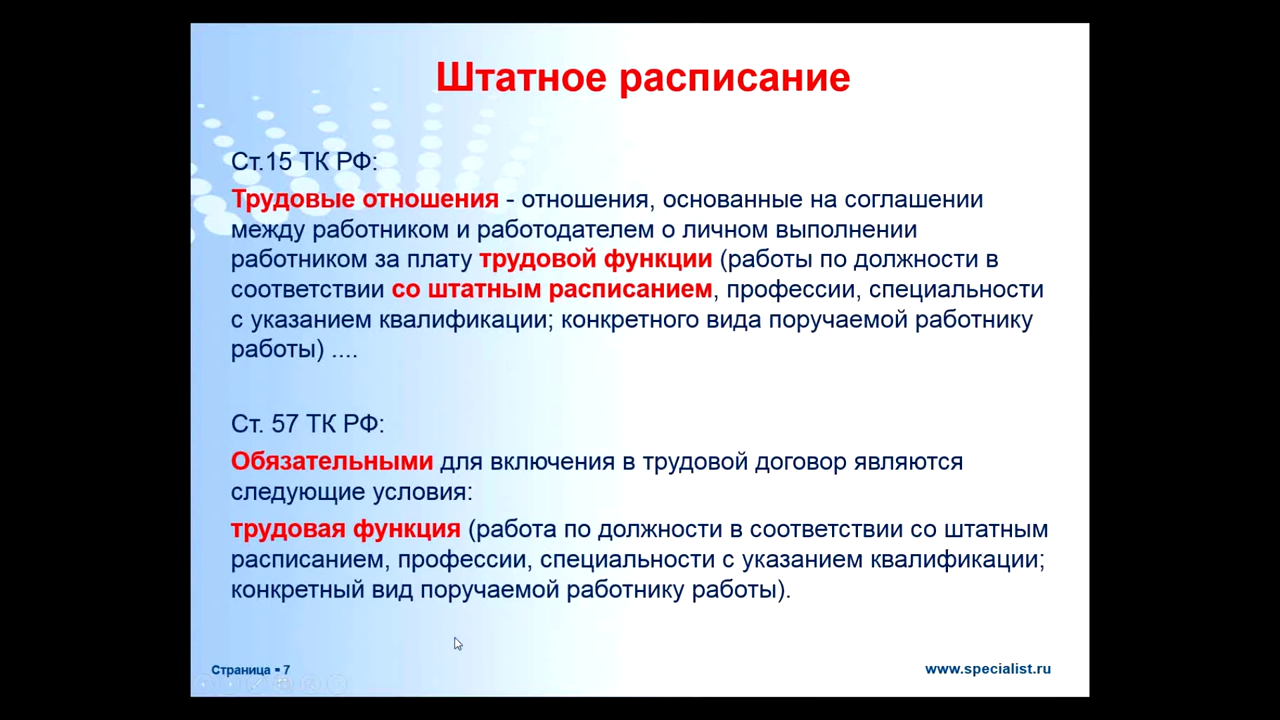 Штатное расписание
Ст.15 ТК РФ:
Трудовые отношения - отношения, основанные на соглашении
между работником и работодателем о личном выполнении
работником за плату трудовой функции (работы по должности в
соответствии со штатным расписанием, профессии, специальности
с указанием квалификации; конкретного вида поручаемой работнику
работы) ....
Ст. 57 ТК РФ:
Обязательными для включения в трудовой договор являются
следующие условия:
трудовая функция (работа по должности в соответствии со штатным
расписанием, профессии, специальности с указанием квалификации;
конкретный вид поручаемой работнику работы).
Страница ▪ 7
www.specialist.ru